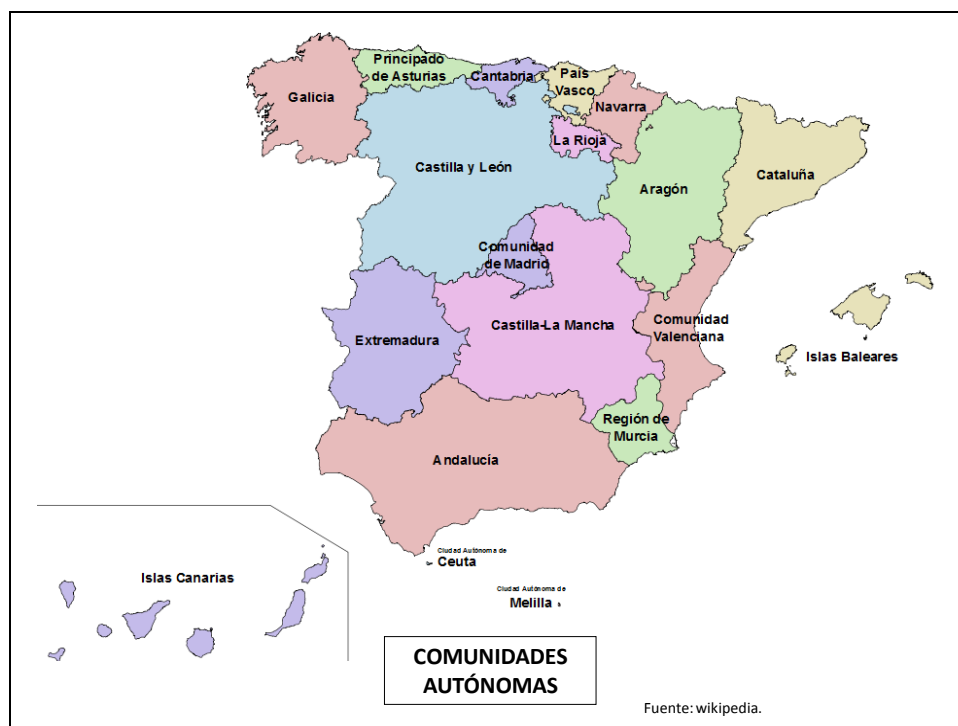 Principado
de Asturias
Cantabria
País
Vasco
Galicia
Navarra
La Rioja
Castilla y León
Aragón
Cataluña
Comunidad
de Madrid
Castilla-La Mancha
Comunidad
Valenciana
Extremadura
Islas Baleares
Región de
Murcia
Andalucía
Ciudad Autónoma de
Ceuta
Islas Canarias
Ciudad Autónoma de
Melilla
COMUNIDADES
AUTÓNOMAS
Fuente: wikipedia.